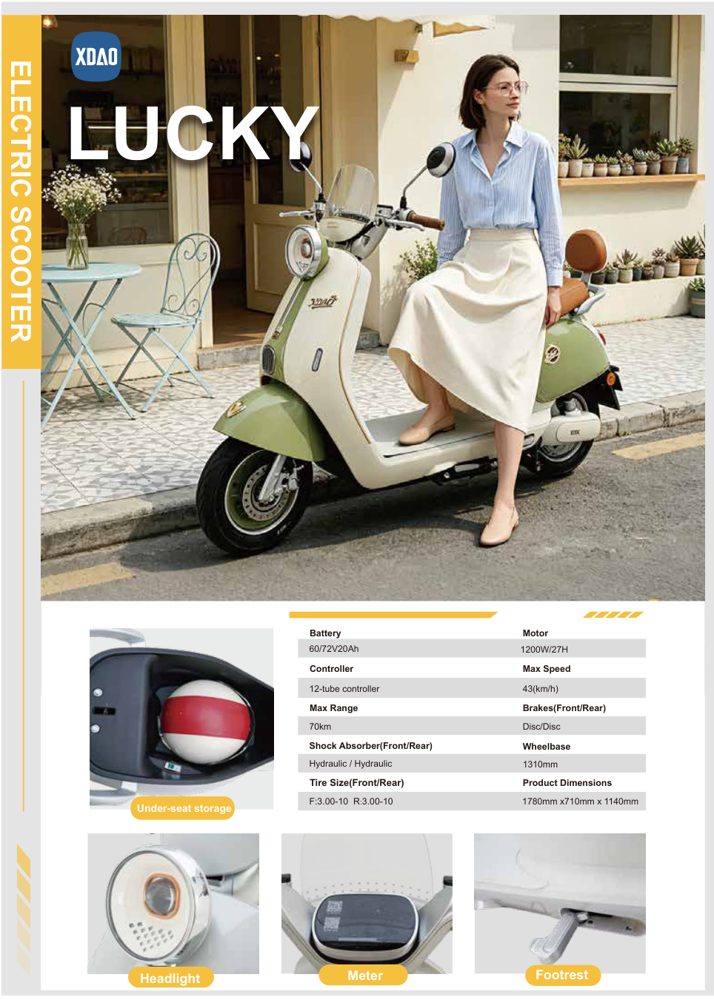 ELECTRIC SCOOTER
XDAO
LUCKY
Battery
Motor
60/72V20Ah
1200W/27H
Controller
Max Speed
12-tube controller
43(km/h)
Max Range
Brakes(Front/Rear)
70km
Disc/Disc
Shock Absorber(Front/Rear)
Wheelbase
Hydraulic / Hydraulic
1310mm
Tire Size(Front/Rear)
Product Dimensions
F:3.00-10 R:3.00-10
1780mm x710mm x 1140mm
Under-seat storage
Headlight
Meter
Footrest